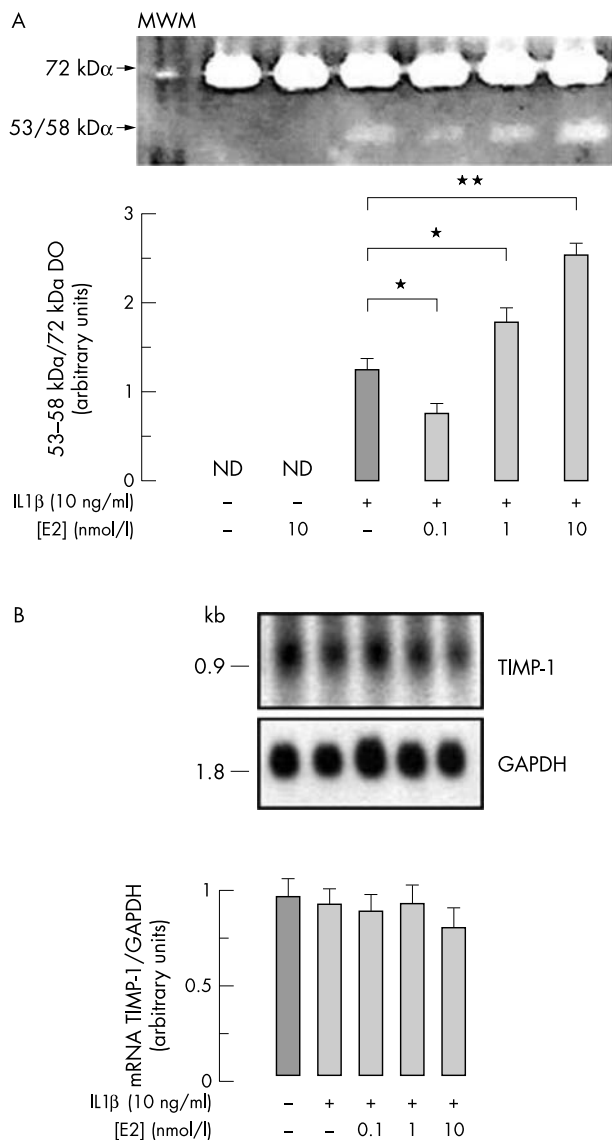 A
MWM
72 kDα
53/58 kDα
★★
★
★
3
2
1
0
53–58 kDa/72 kDa DO
(arbitrary units)
ND ND
IL1β (10 ng/ml) – – + + + +
[E2] (nmol/l) – 10 – 0.1 1 10
B
kb
0.9
TIMP-1
1.8
GAPDH
1
0.5
0
mRNA TIMP-1/GAPDH
(arbitrary units)
IL1β (10 ng/ml) – + + + +
[E2] (nmol/l) – – 0.1 1 10